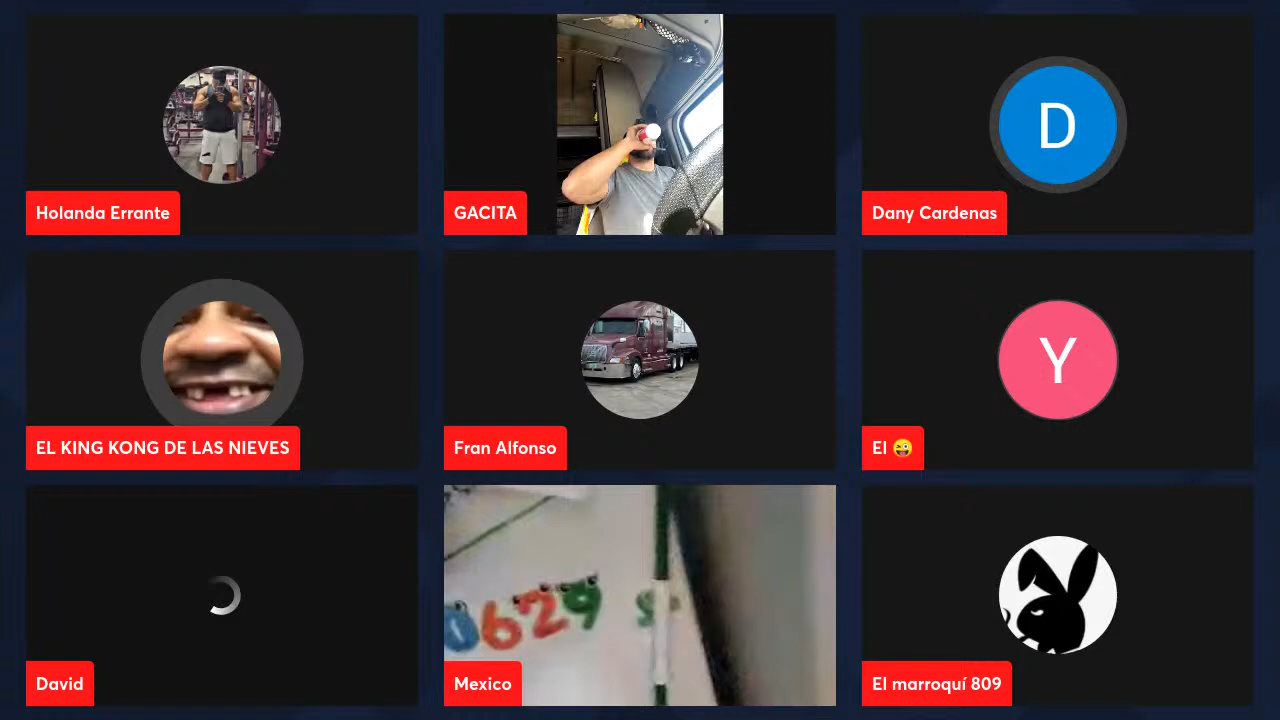 Holanda Errante
GACITA
D
Dany Cardenas
EL KING KONG DE LAS NIEVES
Fran Alfonso
Y
El 😜
David
0629 S
Mexico
El marroquí 809